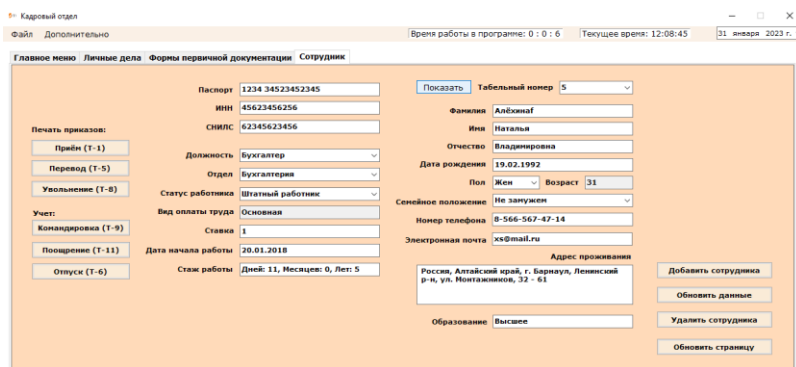 Кадровый отдел
Файл Дополнительно
Время работы в программе: 0 : 0 : 6
Текущее время: 12:08:45
31 января 2023 г.
Главное меню Личные дела Формы первичной документации Сотрудник
Паспорт 1234 34523452345
ИНН 45623456256
СНИЛС 62345623456
Печать приказов:
Приём (Т-1)
Перевод (Т-5)
Увольнение (Т-8)
Учет:
Командировка (Т-9)
Поощрение (Т-11)
Отпуск (Т-6)
Должность Бухгалтер
Отдел Бухгалтерия
Статус работника Штатный работник
Вид оплаты труда Основная
Ставка 1
Дата начала работы 20.01.2018
Стаж работы Дней: 11, Месяцев: 0, Лет: 5
Показать Табельный номер 5
Фамилия Алёхинаf
Имя Наталья
Отчество Владимировна
Дата рождения 19.02.1992
Пол Жен Возраст 31
Семейное положение Не замужем
Номер телефона 8-566-567-47-14
Электронная почта xs@mail.ru
Адрес проживания
Россия, Алтайский край, г. Барнаул, Ленинский
р-н, ул. Монтажников, 32 - 61
Образование Высшее
Добавить сотрудника
Обновить данные
Удалить сотрудника
Обновить страницу